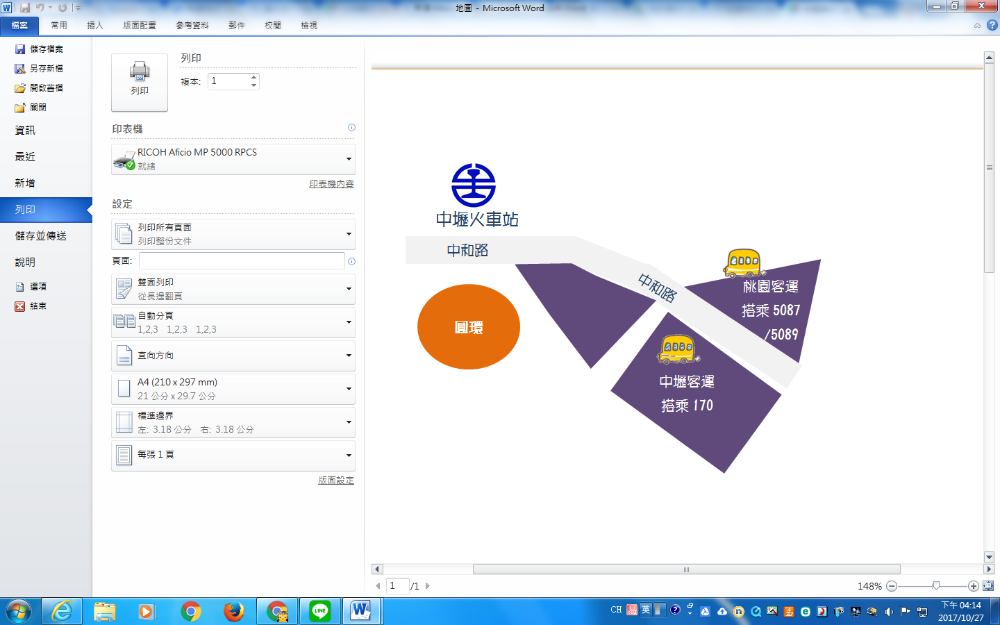 地圖 - Microsoft Word
檔案 常用 插入 版面配置 參考資料 郵件 校閱 檢視
儲存檔案
另存新檔
開啟舊檔
關閉
資訊
最近
新增
列印
儲存並傳送
說明
選項
結束
列印
列印
複本: 1
印表機
RICOH Aficio MP 5000 RPCS
就緒
印表機內容
設定
列印所有頁面
列印整份文件
頁面:
雙面列印
從長邊翻頁
自動分頁
1,2,3 1,2,3 1,2,3
直向方向
A4 (210 x 297 mm)
21 公分 x 29.7 公分
標準邊界
左: 3.18 公分 右: 3.18 公分
每張 1 頁
版面設定
中壢火車站
中和路
中和路
圓環
桃園客運
搭乘 5087
/5089
中壢客運
搭乘 170
1 /1
148%
LINE
CH 易 英
下午 04:14
2017/10/27